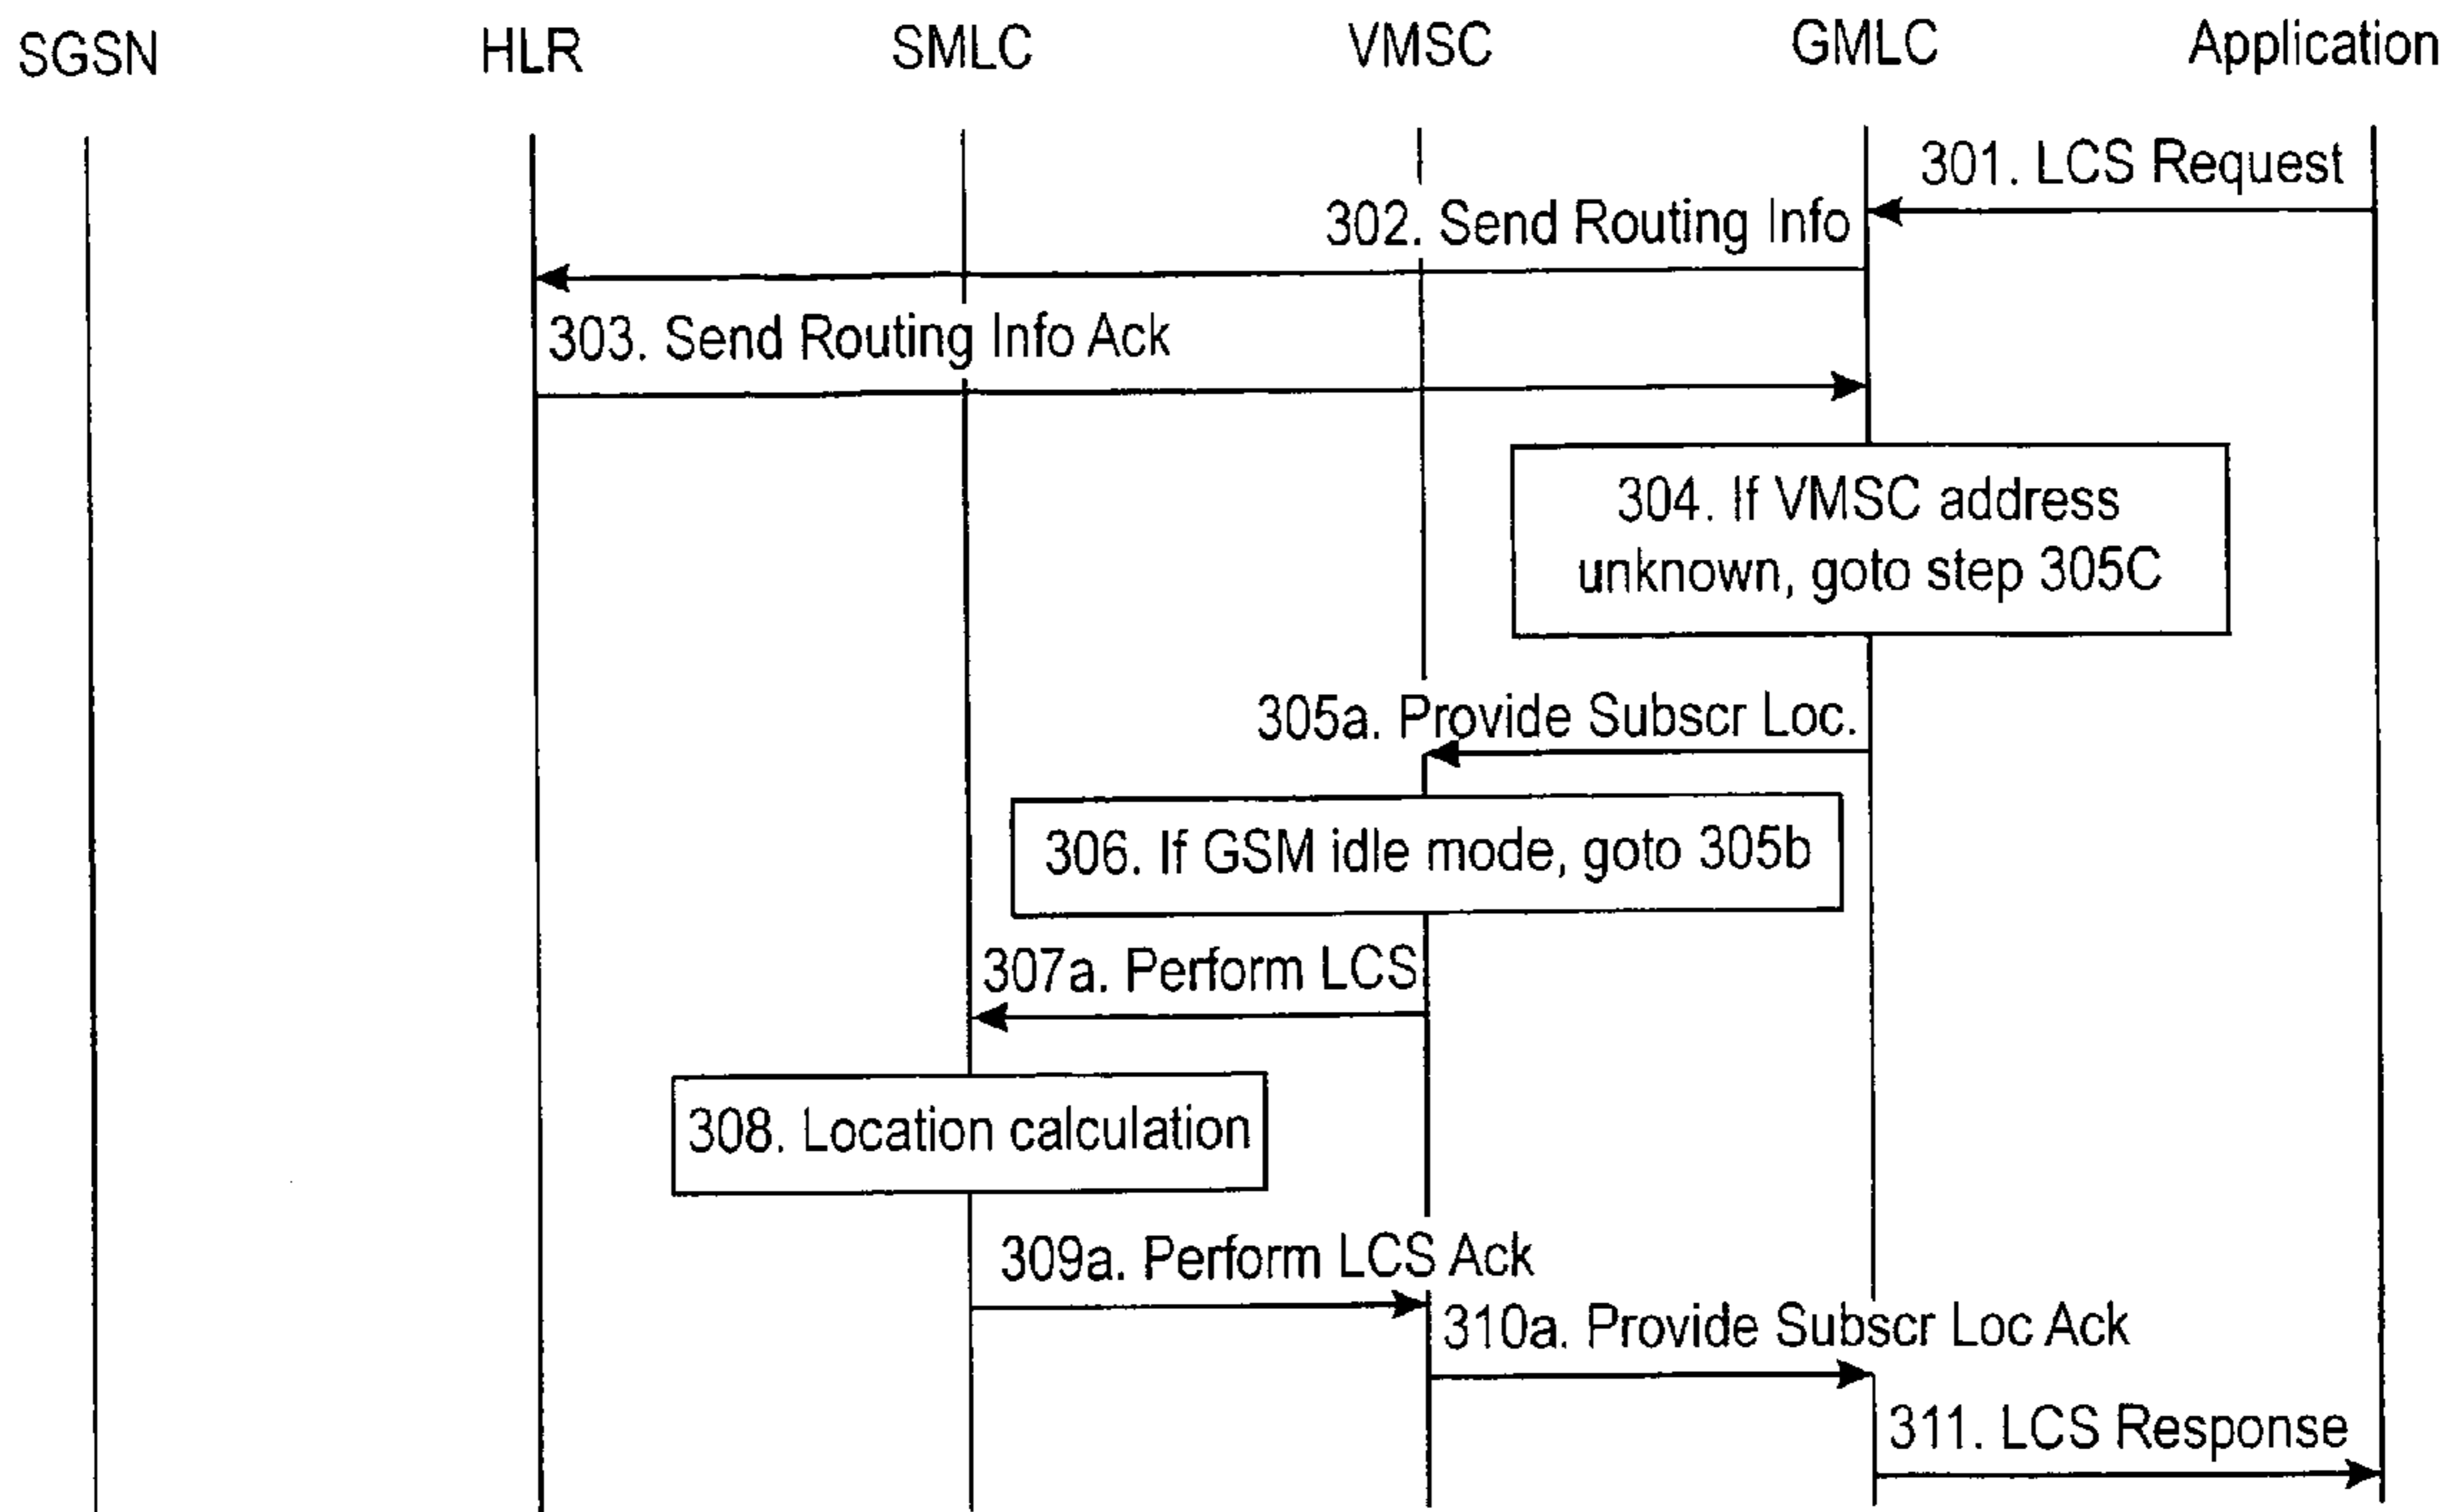 SGSN HLR SMLC VMSC GMLC Application
301. LCS Request
302. Send Routing Info
303. Send Routing Info Ack
304. If VMSC address
unknown, goto step 305C
305a. Provide Subscr Loc.
306. If GSM idle mode, goto 305b
307a. Perform LCS
308. Location calculation
309a. Perform LCS Ack
310a. Provide Subscr Loc Ack
311. LCS Response